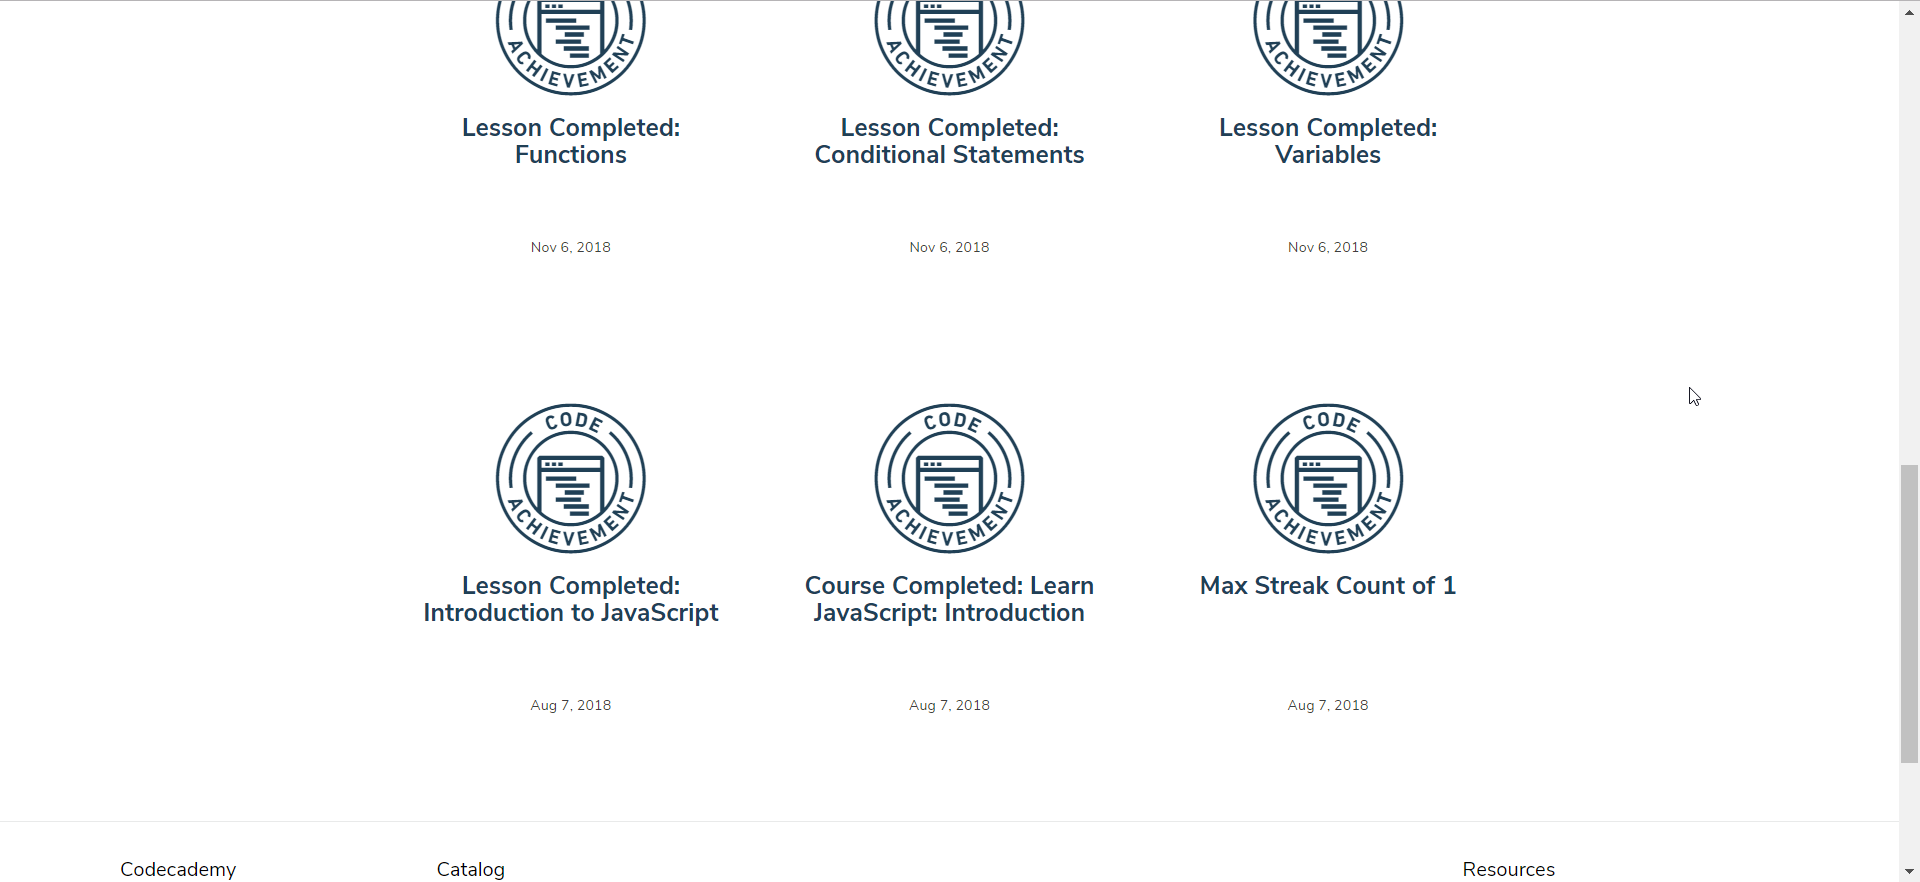 ACHIEVEMENT
ACHIEVEMENT
ACHIEVEMENT
Lesson Completed:
Functions
Lesson Completed:
Conditional Statements
Lesson Completed:
Variables
Nov 6, 2018
Nov 6, 2018
Nov 6, 2018
CODE
ACHIEVEMENT
CODE
ACHIEVEMENT
CODE
ACHIEVEMENT
Lesson Completed:
Introduction to JavaScript
Course Completed: Learn
JavaScript: Introduction
Max Streak Count of 1
Aug 7, 2018
Aug 7, 2018
Aug 7, 2018
Codecademy
Catalog
Resources